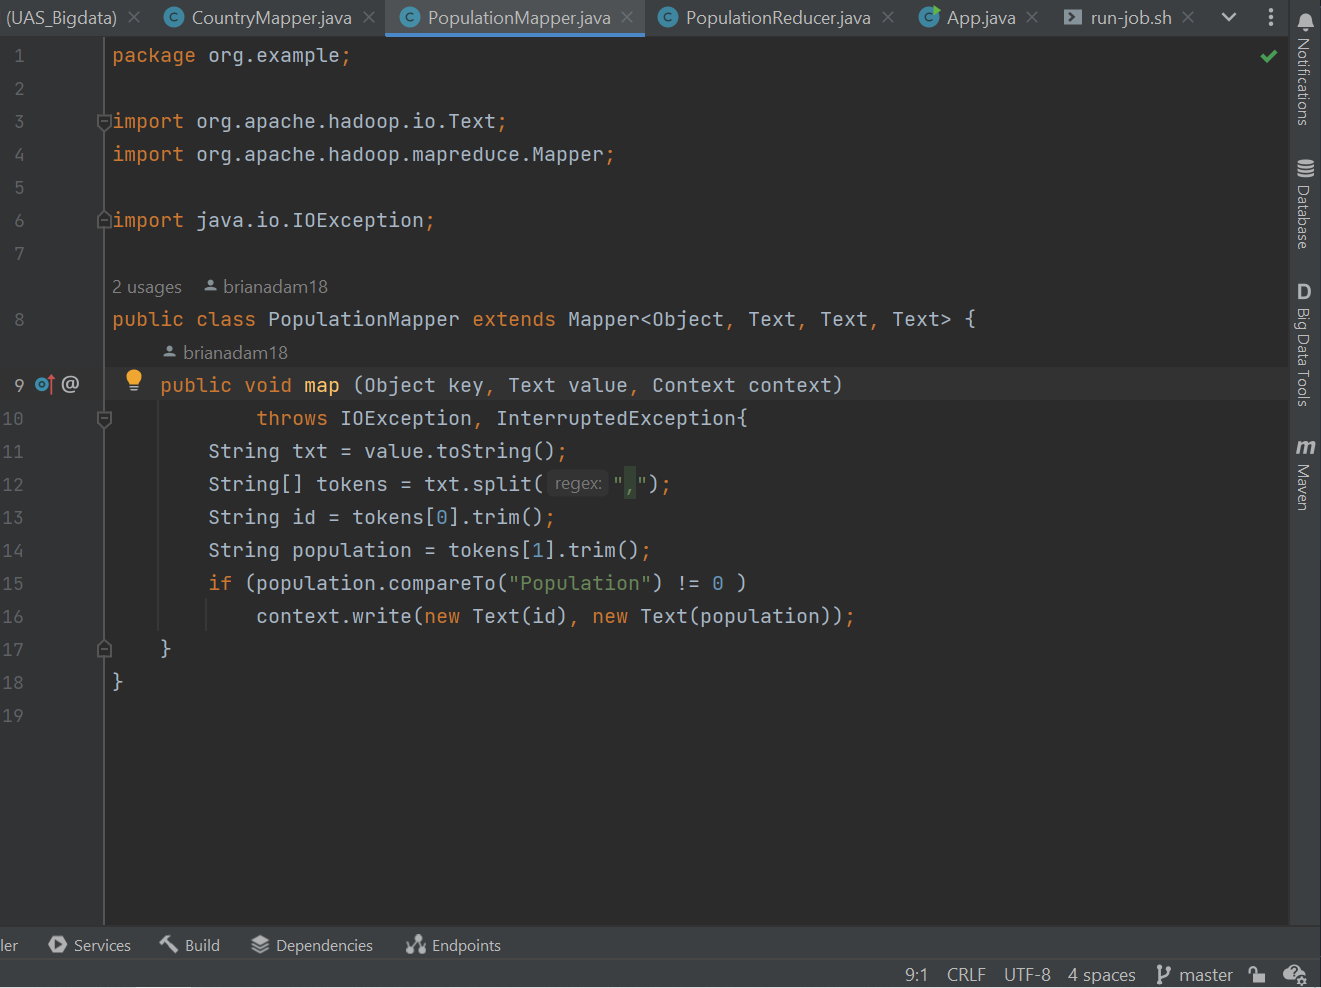 (UAS_Bigdata) CountryMapper.java PopulationMapper.java PopulationReducer.java App.java run-job.sh
1 package org.example;
2
3 import org.apache.hadoop.io.Text;
4 import org.apache.hadoop.mapreduce.Mapper;
5
6 import java.io.IOException;
7
2 usages brianadam18
8 public class PopulationMapper extends Mapper<Object, Text, Text, Text> {
brianadam18
9 @ public void map (Object key, Text value, Context context)
10 throws IOException, InterruptedException{
11 String txt = value.toString();
12 String[] tokens = txt.split( regex: ",");
13 String id = tokens[0].trim();
14 String population = tokens[1].trim();
15 if (population.compareTo("Population") != 0 )
16 context.write(new Text(id), new Text(population));
17 }
18 }
19
Notifications
Database
D Big Data Tools
m Maven
ler Services Build Dependencies Endpoints
9:1 CRLF UTF-8 4 spaces master